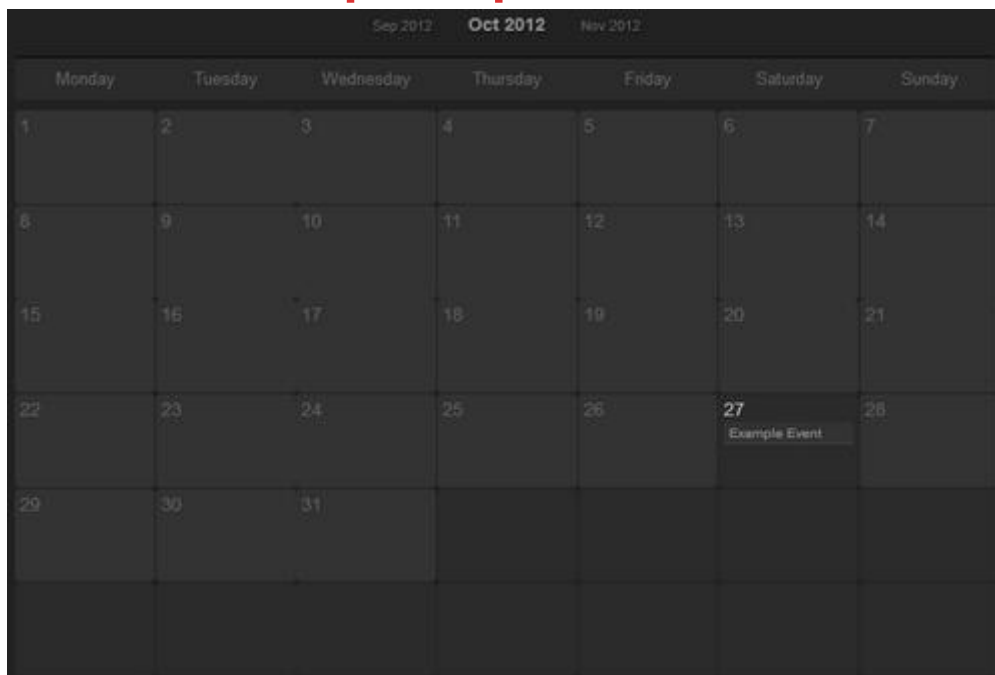 Sep 2012 Oct 2012 Nov 2012
Monday Tuesday Wednesday Thursday Friday Saturday Sunday
1 2 3 4 5 6 7
8 9 10 11 12 13 14
15 16 17 18 19 20 21
22 23 24 25 26 27 28
Example Event
29 30 31